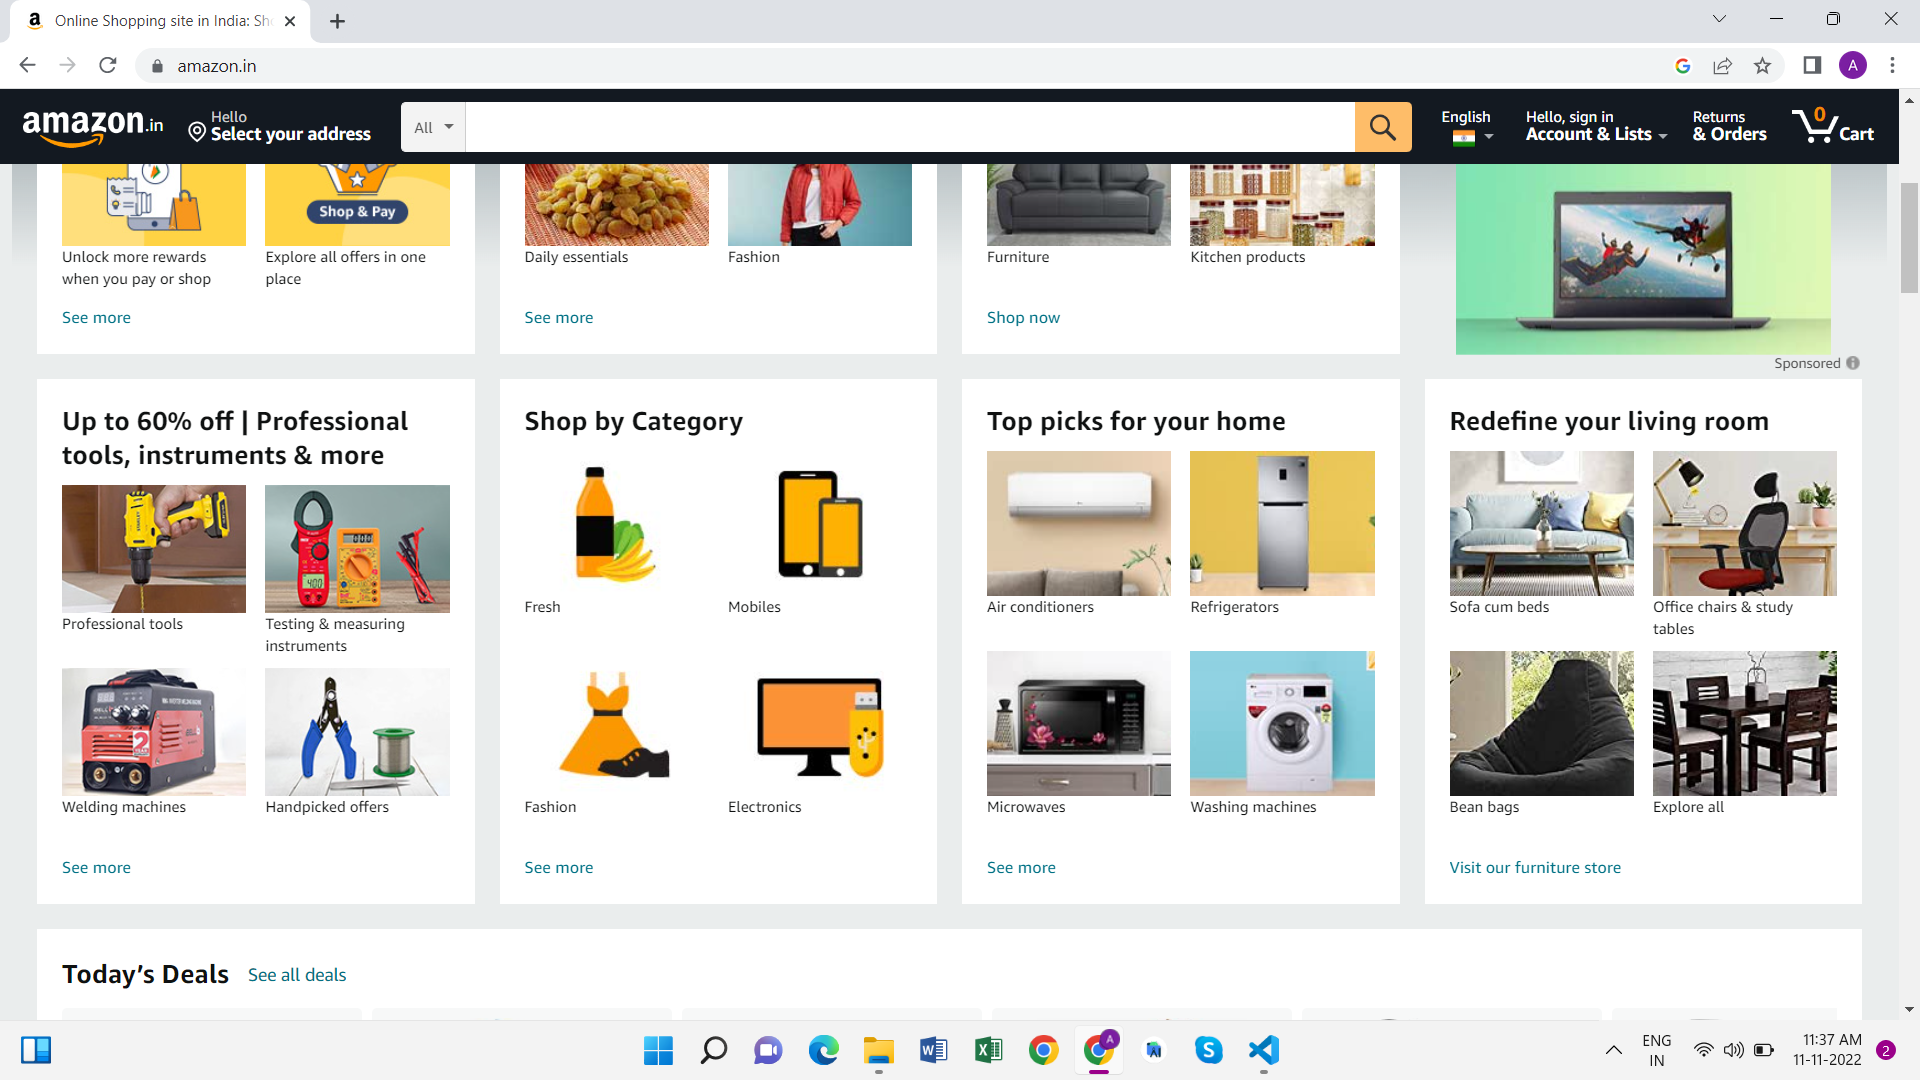 Online Shopping site in India: Sh
amazon.in
A
amazon.in
Hello
Select your address
All
English
Hello, sign in
Account & Lists
Returns
& Orders
0
Cart
Shop & Pay
Unlock more rewards
when you pay or shop
Explore all offers in one
place
See more
Daily essentials
Fashion
See more
Furniture
Kitchen products
Shop now
Sponsored
Up to 60% off | Professional
tools, instruments & more
Professional tools
Testing & measuring
instruments
Welding machines
Handpicked offers
See more
Shop by Category
Fresh
Mobiles
Fashion
Electronics
See more
Top picks for your home
Air conditioners
Refrigerators
Microwaves
Washing machines
See more
Redefine your living room
Sofa cum beds
Office chairs & study
tables
Bean bags
Explore all
Visit our furniture store
Today’s Deals
See all deals
A
ENG
IN
11:37 AM
11-11-2022
2